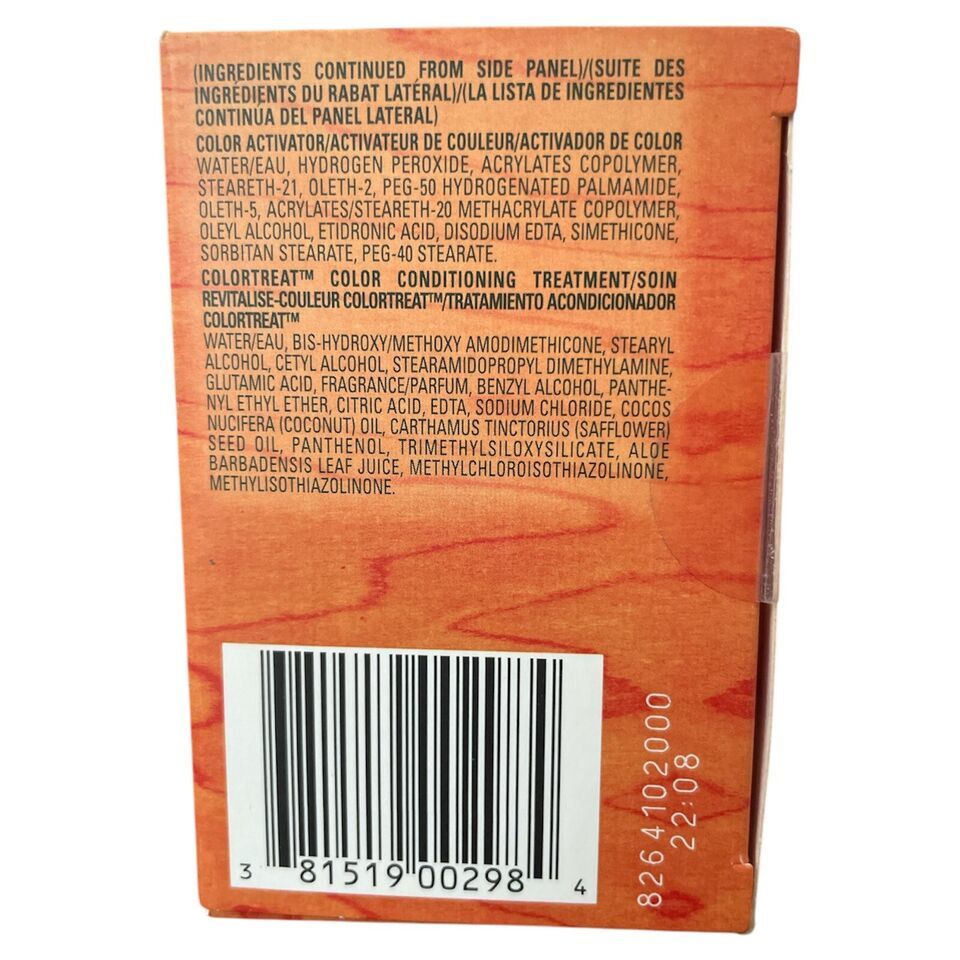 (INGREDIENTS CONTINUED FROM SIDE PANEL)/(SUITE DES
INGRÉDIENTS DU RABAT LATÉRAL)/(LA LISTA DE INGREDIENTES
CONTINÚA DEL PANEL LATERAL)
COLOR ACTIVATOR/ACTIVATEUR DE COULEUR/ACTIVADOR DE COLOR
WATER/EAU, HYDROGEN PEROXIDE, ACRYLATES COPOLYMER,
STEARETH-21, OLETH-2, PEG-50 HYDROGENATED PALMAMIDE,
OLETH-5, ACRYLATES/STEARETH-20 METHACRYLATE COPOLYMER,
OLEYL ALCOHOL, ETIDRONIC ACID, DISODIUM EDTA, SIMETHICONE,
SORBITAN STEARATE, PEG-40 STEARATE.
COLORTREAT™ COLOR CONDITIONING TREATMENT/SOIN
REVITALISE-COULEUR COLORTREAT™/TRATAMIENTO ACONDICIONADOR
COLORTREAT™
WATER/EAU, BIS-HYDROXY/METHOXY AMODIMETHICONE, STEARYL
ALCOHOL, CETYL ALCOHOL, STEARAMIDOPROPYL DIMETHYLAMINE,
GLUTAMIC ACID, FRAGRANCE/PARFUM, BENZYL ALCOHOL, PANTHE-
NYL ETHYL ETHER, CITRIC ACID, EDTA, SODIUM CHLORIDE, COCOS
NUCIFERA (COCONUT) OIL, CARTHAMUS TINCTORIUS (SAFFLOWER)
SEED OIL, PANTHENOL, TRIMETHYLSILOXYSILICATE, ALOE
BARBADENSIS LEAF JUICE, METHYLCHLOROISOTHIAZOLINONE,
METHYLISOTHIAZOLINONE.
3 81519 00298 4
8264102000
22:08